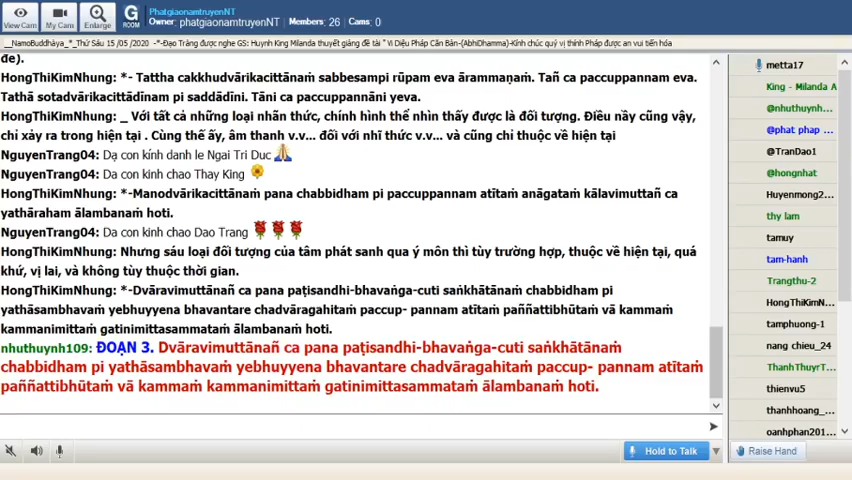 PhatgiaonamtruyenNT
Owner: phatgiaonamtruyenNT Members: 26 Cams: 0
View Cam
My Cam
Enlarge
G ROOM
__NamoBuddhàya_*_Thứ Sáu 15 /05 /2020 -*-Đạo Tràng được nghe GS: Huynh King Milanda thuyết giảng đề tài " Vi Diệu Pháp Căn Bản-(AbhiDhamma)-Kính chúc quý vị thính Pháp được an vui tiến hóa
đe).
HongThiKimNhung: *- Tattha cakkhudvārikacittānaṁ sabbesampi rūpam eva ārammaṇaṁ. Tañ ca paccuppannam eva.
Tathā sotadvārikacittādīnam pi saddādīni. Tāni ca paccuppannāni yeva.
HongThiKimNhung: _ Với tất cả những loại nhãn thức, chính hình thể nhìn thấy được là đối tượng. Điều nầy cũng vậy,
chỉ xảy ra trong hiện tại . Cùng thế ấy, âm thanh v.v... đối với nhĩ thức v.v... và cũng chỉ thuộc về hiện tại
NguyenTrang04: Dạ con kính danh le Ngai Tri Duc
NguyenTrang04: Dạ con kinh chao Thay King
HongThiKimNhung: *-Manodvārikacittānaṁ pana chabbidham pi paccuppannam atītaṁ anāgataṁ kālavimuttañ ca
yathārahaṁ ālambanaṁ hoti.
NguyenTrang04: Da con kinh chao Dao Trang
HongThiKimNhung: Nhưng sáu loại đối tượng của tâm phát sanh qua ý môn thì tùy trường hợp, thuộc về hiện tại, quá
khứ, vị lai, và không tùy thuộc thời gian.
HongThiKimNhung: *-Dvāravimuttānañ ca pana paṭisandhi-bhavaṅga-cuti saṅkhātānaṁ chabbidham pi
yathāsambhavaṁ yebhuyyena bhavantare chadvāragahitaṁ paccup- pannam atītaṁ paññattibhūtaṁ vā kammaṁ
kammanimittaṁ gatinimittasammataṁ ālambanaṁ hoti.
nhuthuynh109: ĐOẠN 3. Dvāravimuttānañ ca pana paṭisandhi-bhavaṅga-cuti saṅkhātānaṁ
chabbidham pi yathāsambhavaṁ yebhuyyena bhavantare chadvāragahitaṁ paccup- pannam atītaṁ
paññattibhūtaṁ vā kammaṁ kammanimittaṁ gatinimittasammataṁ ālambanaṁ hoti.
metta17
King - Milanda A
@nhuthuynh...
@phat phap ...
@TranDao1
@hongnhat
Huyenmong2...
thy lam
tamuy
tam-hanh
Trangthu-2
HongThiKimN...
tamphuong-1
nang chieu_24
ThanhThuyrT...
thienvu5
thanhhoang_...
oanhphan201...
Hold to Talk
Raise Hand